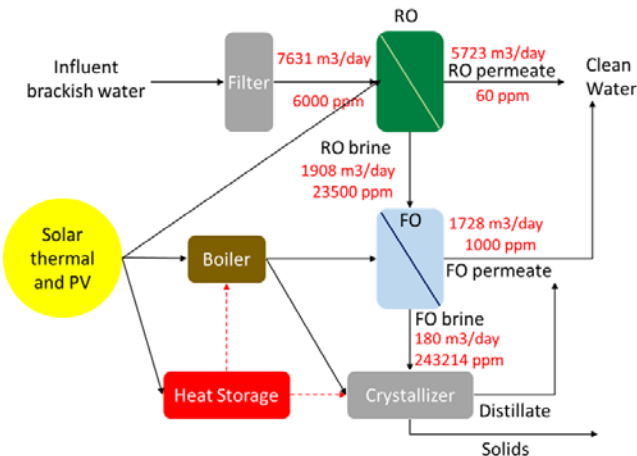 RO
7631 m3/day
5723 m3/day
Influent
brackish water
Filter
RO permeate
Clean
Water
6000 ppm
60 ppm
RO brine
1908 m3/day
23500 ppm
FO
1728 m3/day
1000 ppm
Solar
thermal
and PV
Boiler
FO permeate
FO brine
180 m3/day
243214 ppm
Heat Storage
Crystallizer
Distillate
Solids